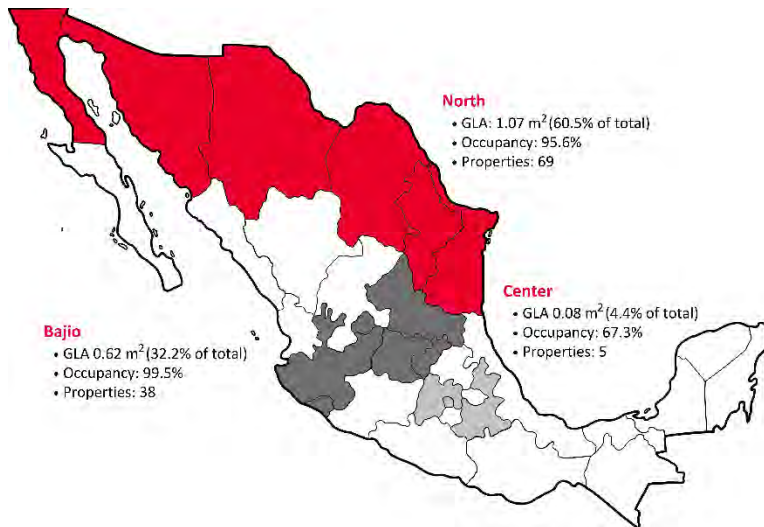 North
• GLA: 1.07 m² (60.5% of total)
• Occupancy: 95.6%
• Properties: 69
Center
• GLA 0.08 m² (4.4% of total)
• Occupancy: 67.3%
• Properties: 5
Bajio
• GLA 0.62 m² (32.2% of total)
• Occupancy: 99.5%
• Properties: 38